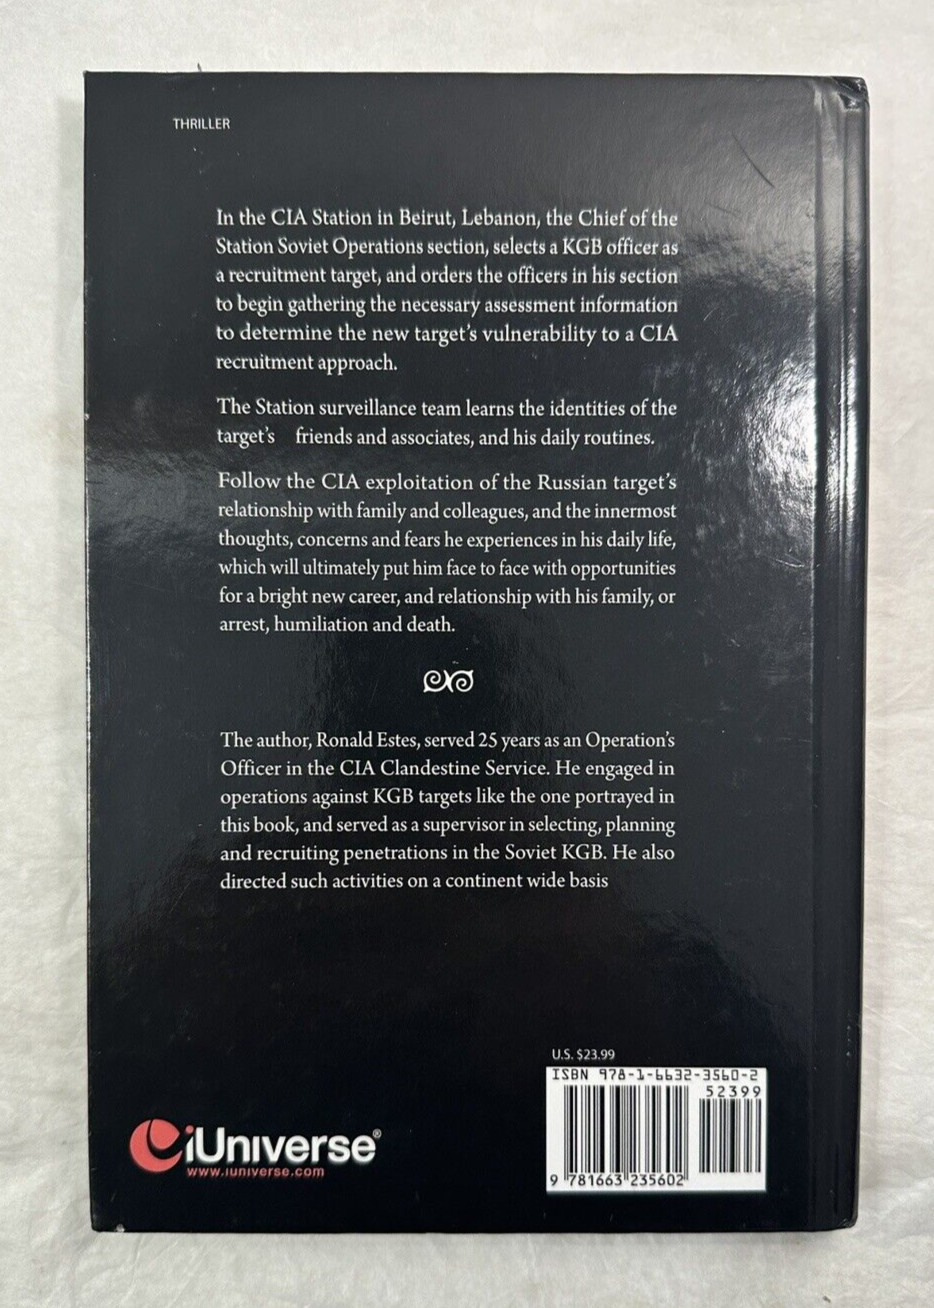 THRILLER
In the CIA Station in Beirut, Lebanon, the Chief of the
Station Soviet Operations section, selects a KGB officer as
a recruitment target, and orders the officers in his section
to begin gathering the necessary assessment information
to determine the new target's vulnerability to a CIA
recruitment approach.
The Station surveillance team learns the identities of the
target's friends and associates, and his daily routines.
Follow the CIA exploitation of the Russian target's
relationship with family and colleagues, and the innermost
thoughts, concerns and fears he experiences in his daily life,
which will ultimately put him face to face with opportunities
for a bright new career, and relationship with his family, or
arrest, humiliation and death.
The author, Ronald Estes, served 25 years as an Operation's
Officer in the CIA Clandestine Service. He engaged in
operations against KGB targets like the one portrayed in
this book, and served as a supervisor in selecting, planning
and recruiting penetrations in the Soviet KGB. He also
directed such activities on a continent wide basis
U.S. $23.99
ISBN 978-1-6632-3560-2
52399
9 781663 235602
iUniverse®
www.iuniverse.com